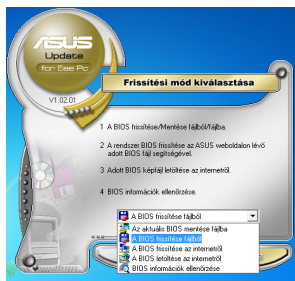 ASUS
Update
for Eee Pc
V1.02.01
Frissítési mód kiválasztása
1 A BIOS frissítése/Mentése fájlból/fájlba.
2 A rendszer BIOS frissítése az ASUS weboldalon lévő
adott BIOS fájl segítségével.
3 Adott BIOS képfájl letöltése az internetről.
4 BIOS információk ellenőrzése.
A BIOS frissítése fájlból
Az aktuális BIOS mentése fájlba
A BIOS frissítése fájlból
A BIOS frissítése az internetről
A BIOS letöltése az internetről
BIOS információk ellenőrzése